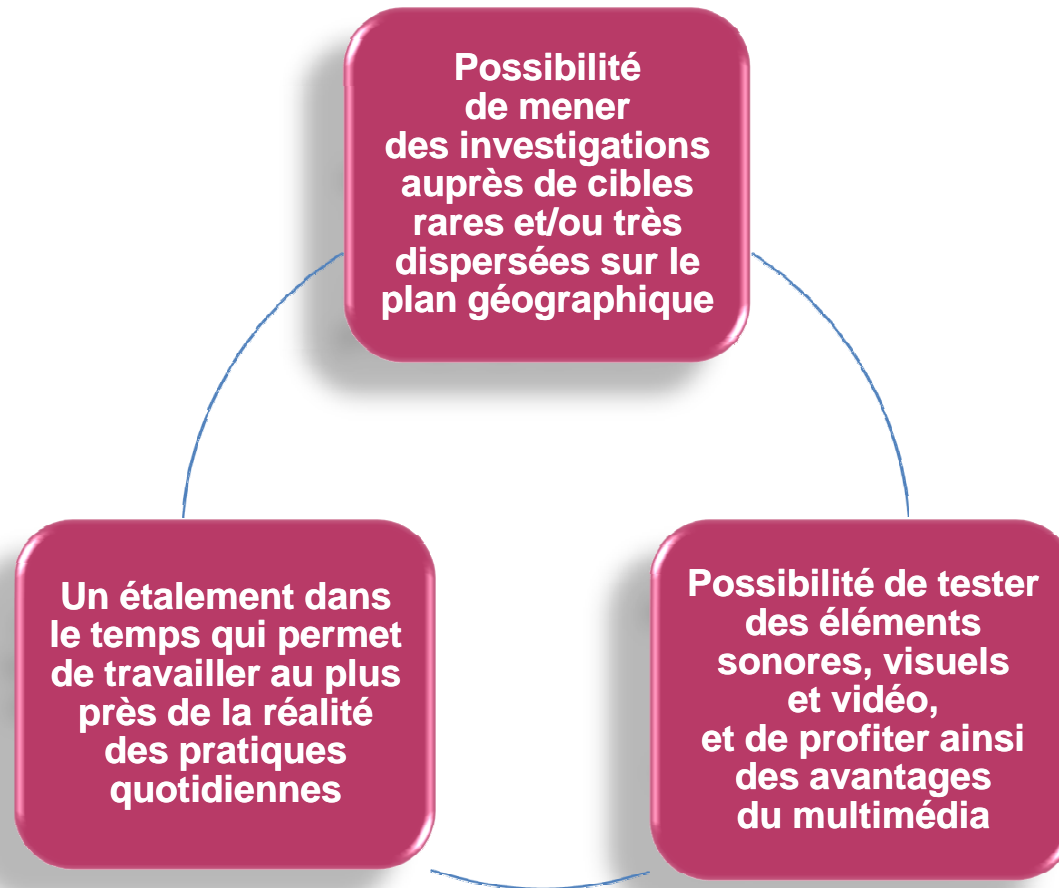 Possibilité
de mener
des investigations
auprès de cibles
rares et/ou très
dispersées sur le
plan géographique
Un étalement dans
le temps qui permet
de travailler au plus
près de la réalité
des pratiques
quotidiennes
Possibilité de tester
des éléments
sonores, visuels
et vidéo,
et de profiter ainsi
des avantages
du multimédia